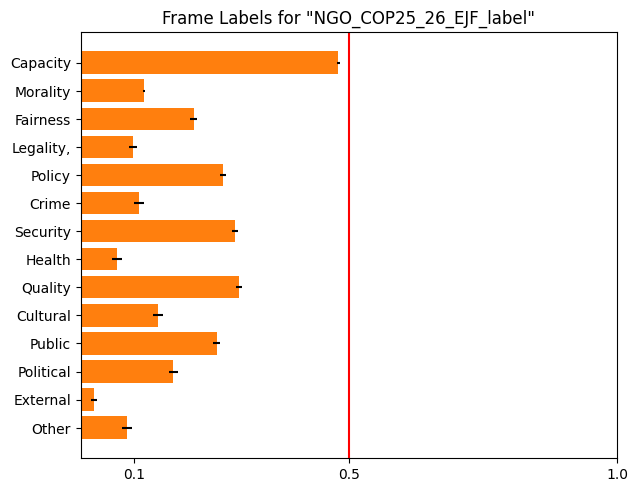 Frame Labels for "NGO_COP25_26_EJF_label"
Capacity
Morality
Fairness
Legality,
Policy
Crime
Security
Health
Quality
Cultural
Public
Political
External
Other
0.1 0.5 1.0